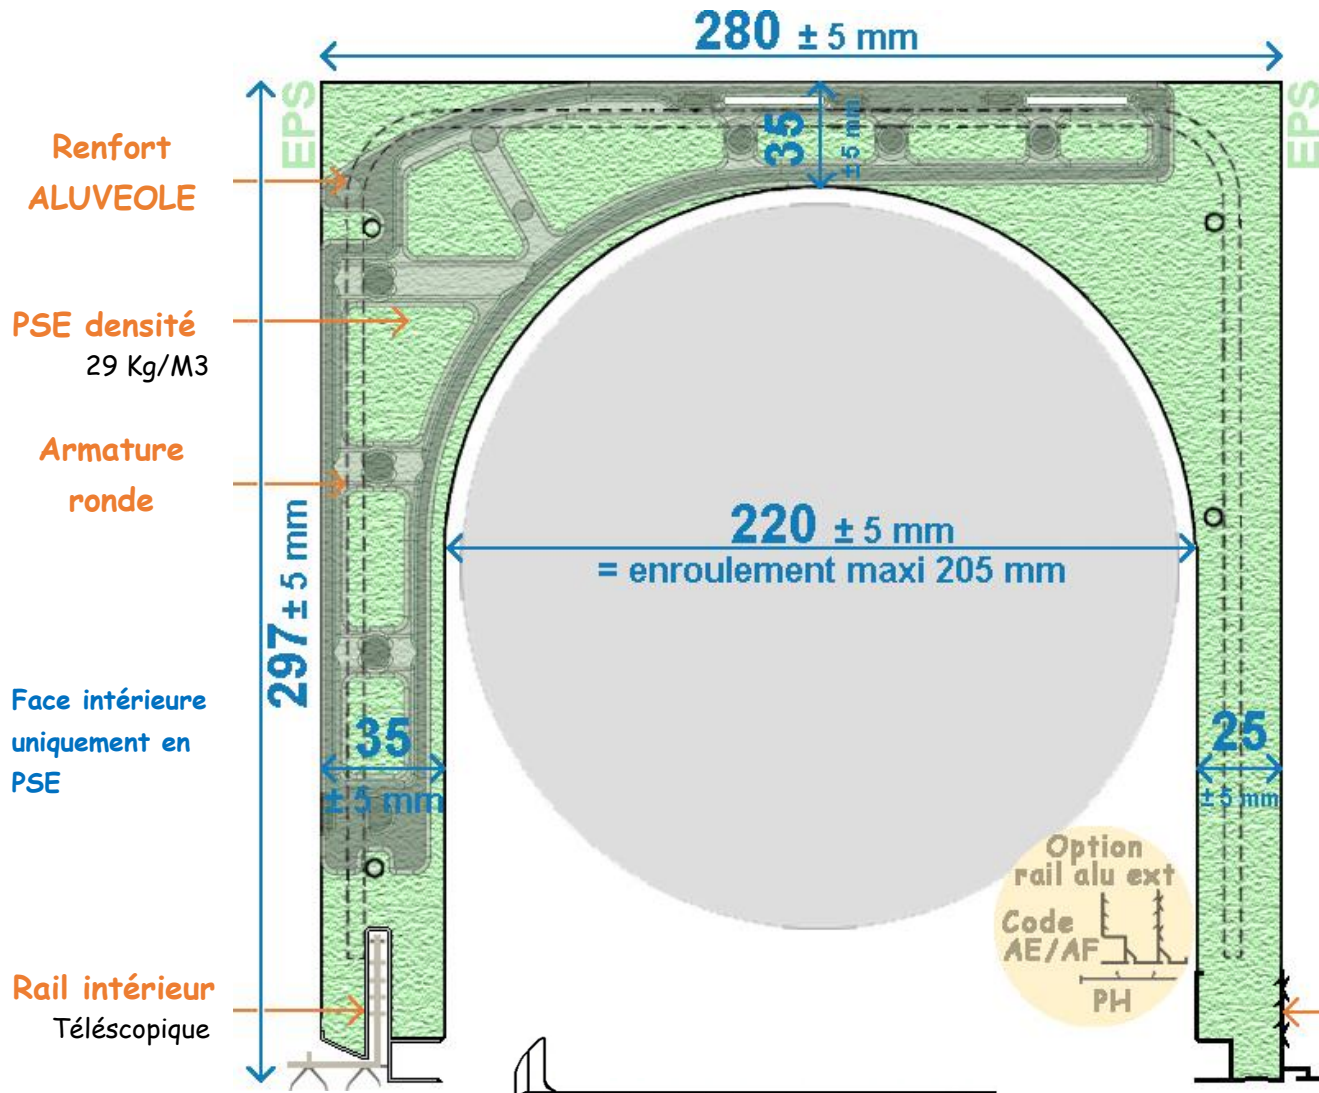 280 ± 5 mm
EPS
EPS
35
± 5 mm
Renfort
ALUVEOLE
PSE densité
29 Kg/M3
Armature
ronde
220 ± 5 mm
= enroulement maxi 205 mm
297 ± 5 mm
Face intérieure
uniquement en
PSE
35
± 5 mm
25
± 5 mm
Option
rail alu ext
Code
AE/AF
PH
Rail intérieur
Téléscopique